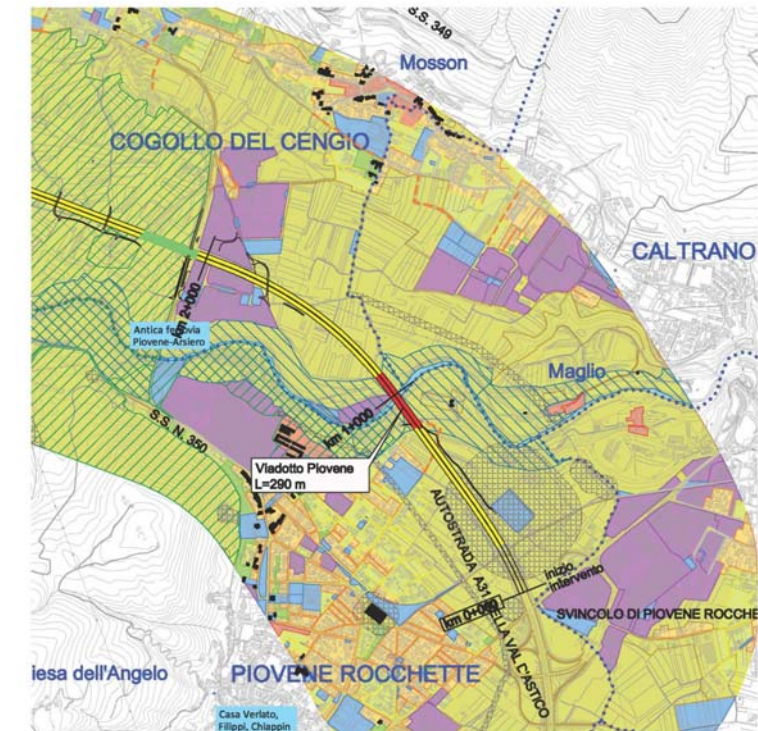 S.S. 349
Mosson
COGOLLO DEL CENGIO
CALTRANO
km 2+000
Antica ferrovia
Piovene-Arsiero
Maglio
S.S. N. 350
km 1+000
Viadotto Piovene
L=290 m
AUTOSTRADA A31
ELLA VAL L'ASTICO
inizio
intervento
km 0+000
SVINCOLO DI PIOVENE ROCCHE
iesa dell'Angelo
PIOVENE ROCCHETTE
Casa Verlato,
Filippi, Chiappin